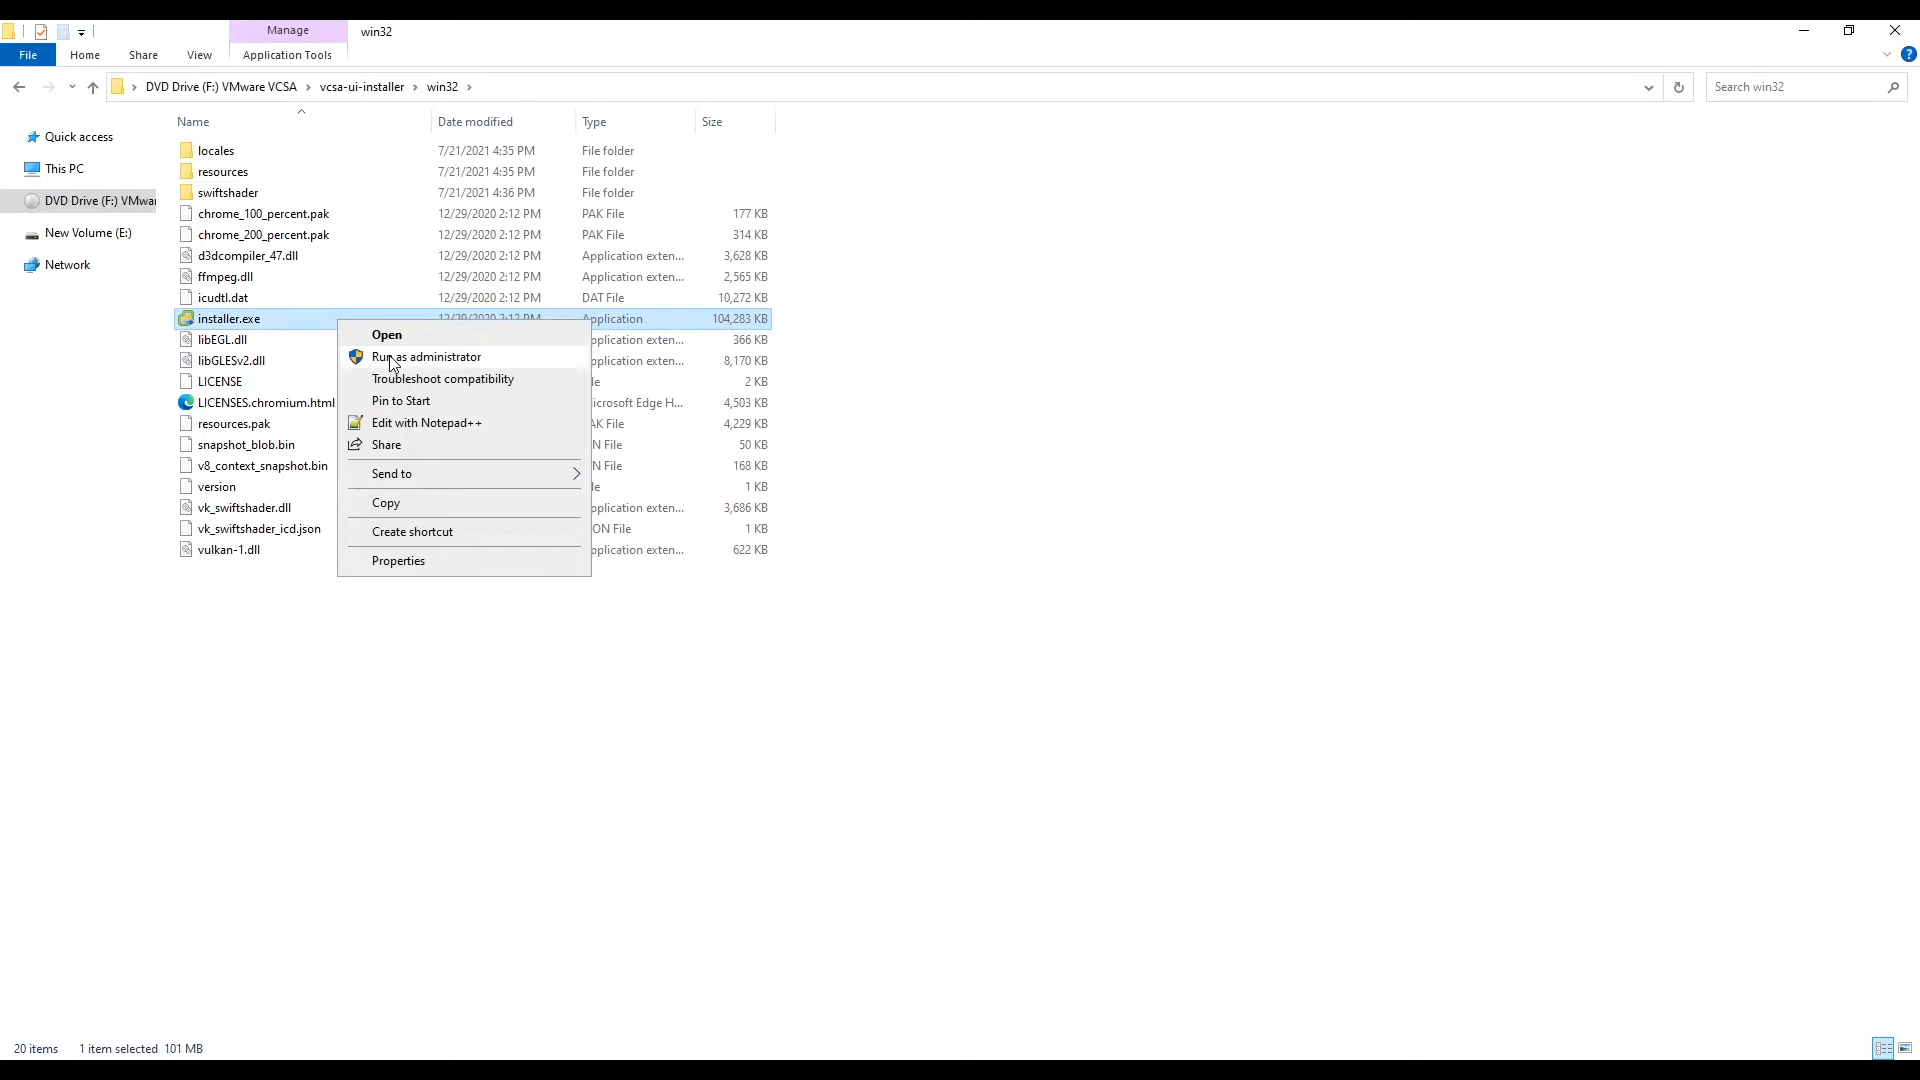 Manage
win32
File
Home
Share
View
Application Tools
DVD Drive (F:) VMware VCSA > vcsa-ui-installer > win32 >
Search win32
Name
Date modified
Type
Size
Quick access
This PC
DVD Drive (F:) VMwar
New Volume (E:)
Network
locales 7/21/2021 4:35 PM File folder
resources 7/21/2021 4:35 PM File folder
swiftshader 7/21/2021 4:36 PM File folder
chrome_100_percent.pak 12/29/2020 2:12 PM PAK File 177 KB
chrome_200_percent.pak 12/29/2020 2:12 PM PAK File 314 KB
d3dcompiler_47.dll 12/29/2020 2:12 PM Application exten... 3,628 KB
ffmpeg.dll 12/29/2020 2:12 PM Application exten... 2,565 KB
icudtl.dat 12/29/2020 2:12 PM DAT File 10,272 KB
installer.exe 12/29/2020 2:12 PM Application 104,283 KB
libEGL.dll pplication exten... 366 KB
libGLESv2.dll pplication exten... 8,170 KB
LICENSE le 2 KB
LICENSES.chromium.html icrosoft Edge H... 4,503 KB
resources.pak AK File 4,229 KB
snapshot_blob.bin N File 50 KB
v8_context_snapshot.bin N File 168 KB
version le 1 KB
vk_swiftshader.dll pplication exten... 3,686 KB
vk_swiftshader_icd.json ON File 1 KB
vulkan-1.dll pplication exten... 622 KB
Open
Run as administrator
Troubleshoot compatibility
Pin to Start
Edit with Notepad++
Share
Send to
Copy
Create shortcut
Properties
20 items 1 item selected 101 MB